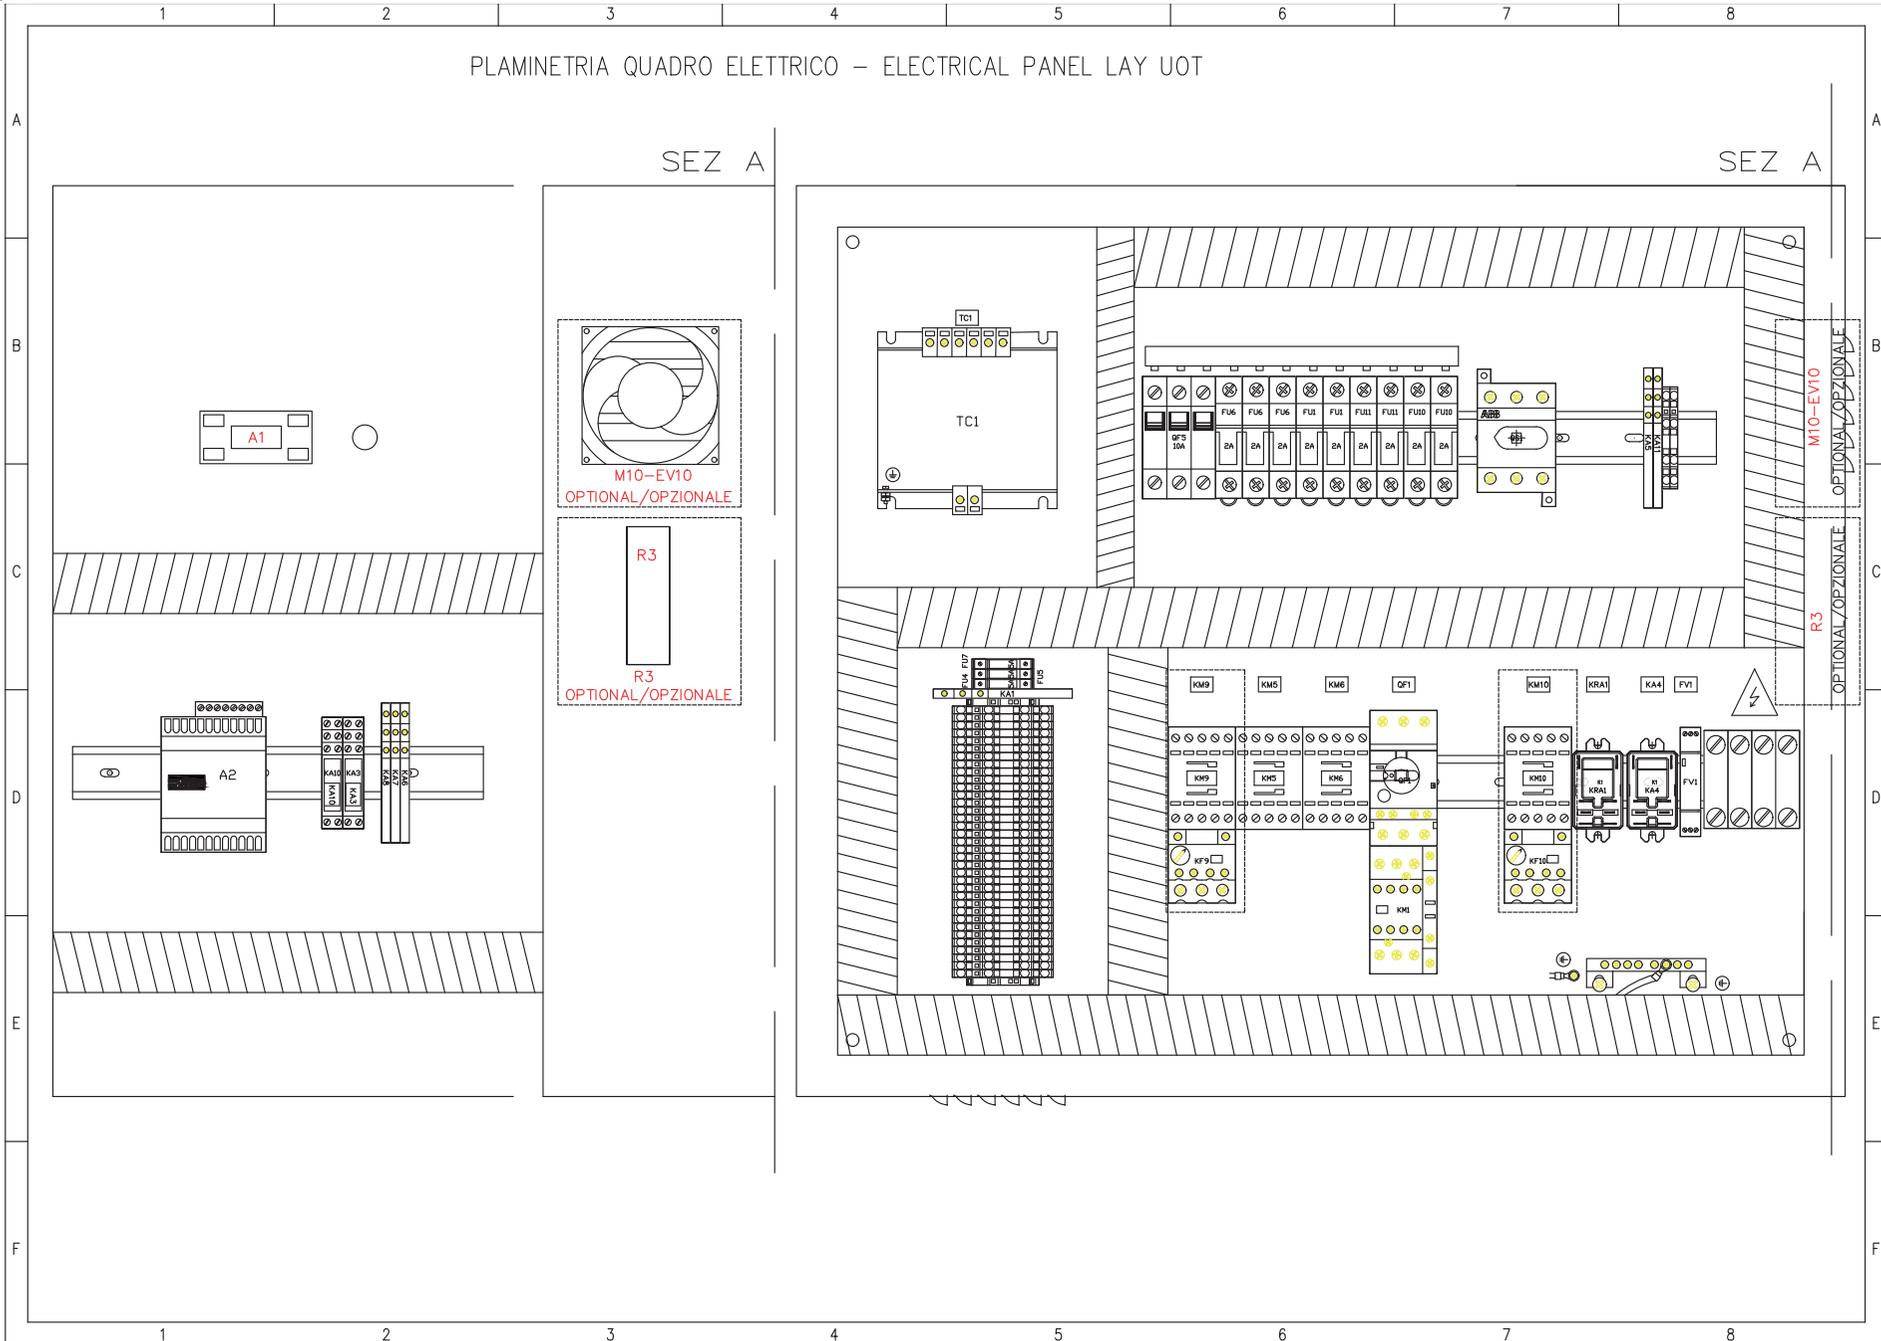 1 2 3 4 5 6 7 8
PLAMINETRIA QUADRO ELETTRICO – ELECTRICAL PANEL LAY UOT
A A
SEZ A SEZ A
B B
A1
M10-EV10
OPTIONAL/OPZIONALE
R3
R3
OPTIONAL/OPZIONALE
TC1
TC1
QF5
10A
FU6 FU6 FU6 FU1 FU1 FU11 FU11 FU10 FU10
2A 2A 2A 2A 2A 2A 2A 2A 2A
ABB
KA5
KA11
M10-EV10
OPTIONAL/OPZIONALE
C C
R3
OPTIONAL/OPZIONALE
FU7
FU4
FU5
KA1
KM9 KM5 KM6 QF1 KM10 KRA1 KA4 FV1
A2
KA10 KA3
KA10 KA3
KA8
KA7
KA6
KM9 KM5 KM6 QF1 KM10
K1
KRA1
K1
KA4
FV1
D D
KF9 KF10
KM1
E E
F F
1 2 3 4 5 6 7 8